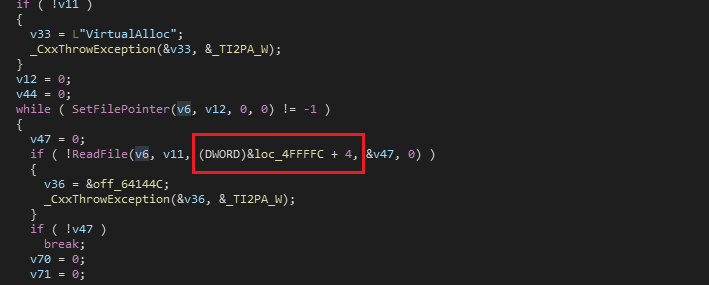 if ( !v11 )
{
v33 = L"VirtualAlloc";
_CxxThrowException(&v33, &_TI2PA_W);
}
v12 = 0;
v44 = 0;
while ( SetFilePointer(v6, v12, 0, 0) != -1 )
{
v47 = 0;
if ( !ReadFile(v6, v11, (DWORD)&loc_4FFFFC + 4, &v47, 0) )
{
v36 = &off_64144C;
_CxxThrowException(&v36, &_TI2PA_W);
}
if ( !v47 )
break;
v70 = 0;
v71 = 0;